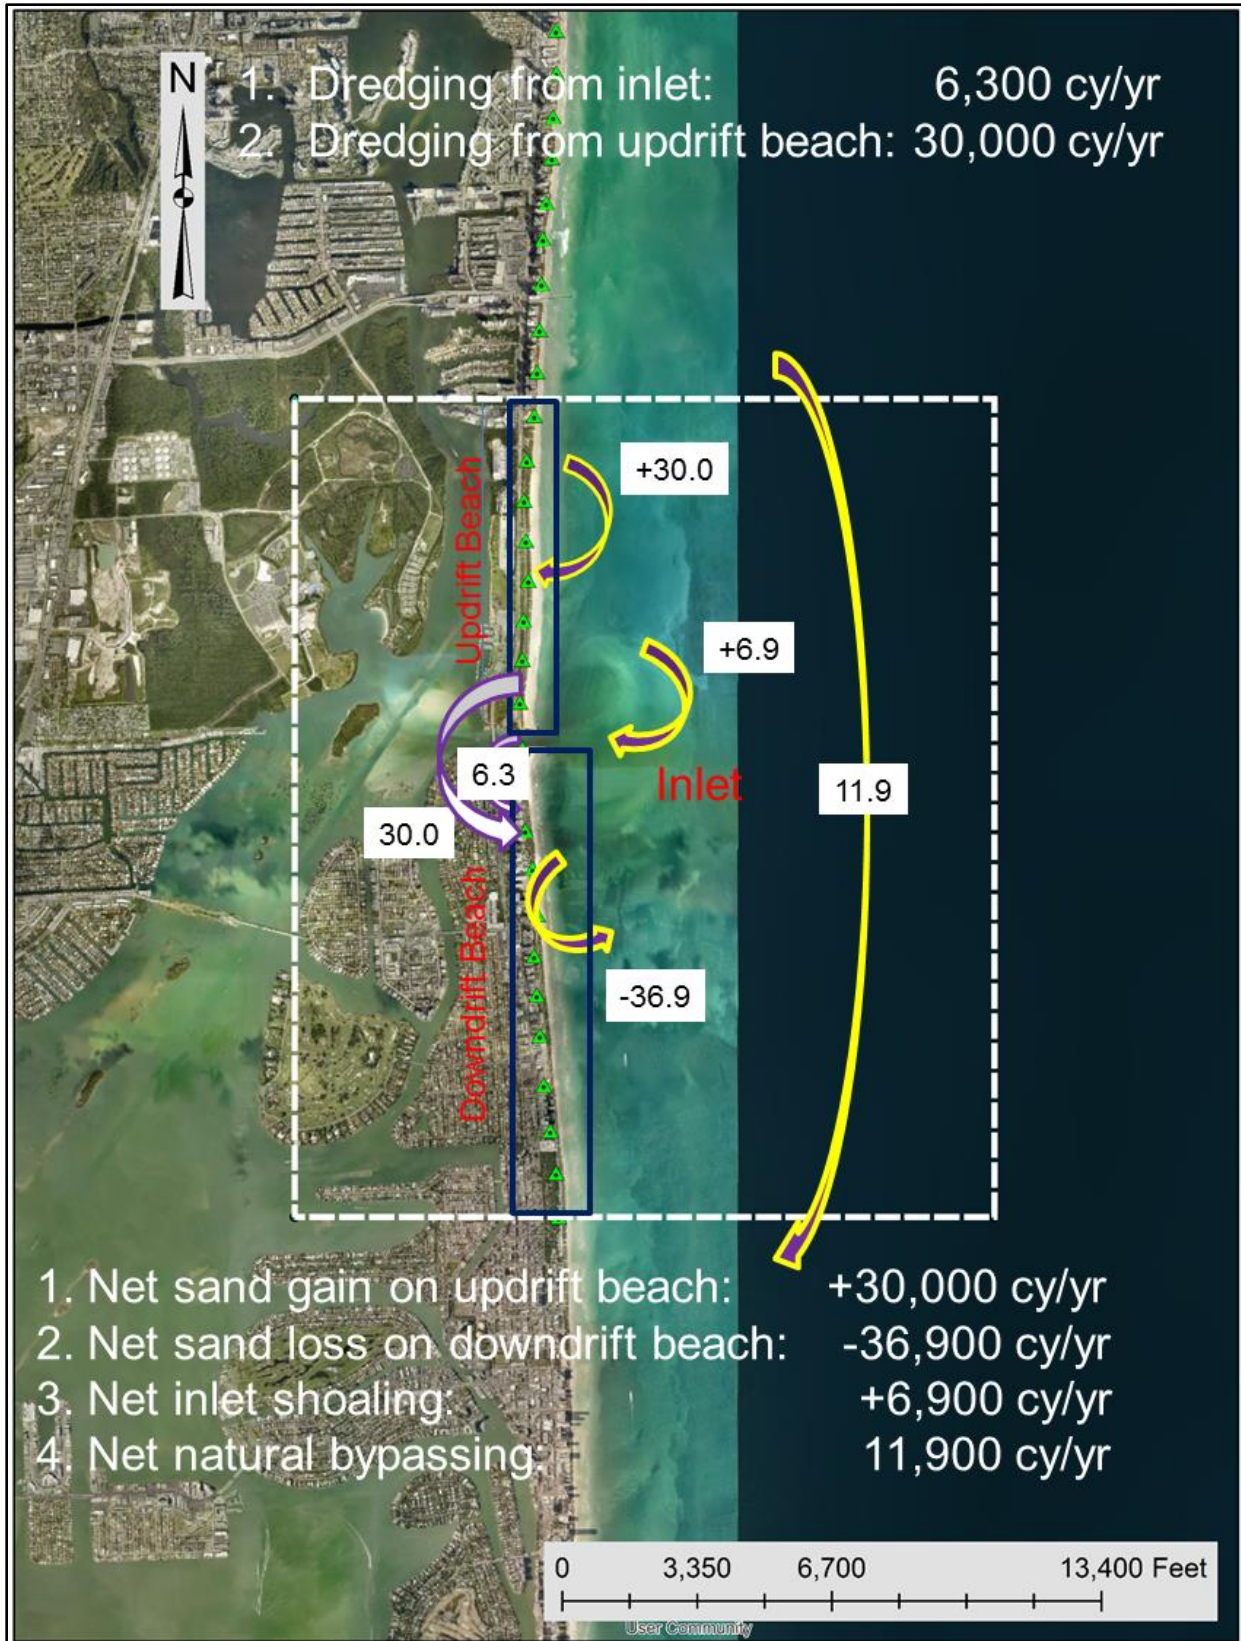 N
1. Dredging from inlet: 6,300 cy/yr
2. Dredging from updrift beach: 30,000 cy/yr
+30.0
Updrift Beach
+6.9
6.3
Inlet
11.9
30.0
Downdrift Beach
-36.9
1. Net sand gain on updrift beach: +30,000 cy/yr
2. Net sand loss on downdrift beach: -36,900 cy/yr
3. Net inlet shoaling: +6,900 cy/yr
4. Net natural bypassing: 11,900 cy/yr
0 3,350 6,700 13,400 Feet
User Community